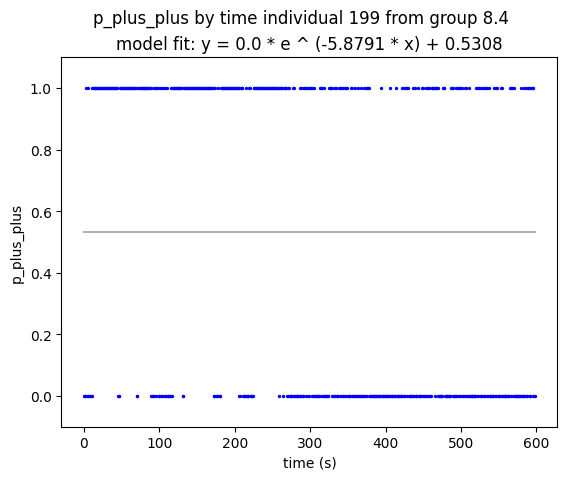 p_plus_plus by time individual 199 from group 8.4
model fit: y = 0.0 * e ^ (-5.8791 * x) + 0.5308
1.0
0.8
0.6
0.4
0.2
0.0
p_plus_plus
0 100 200 300 400 500 600
time (s)